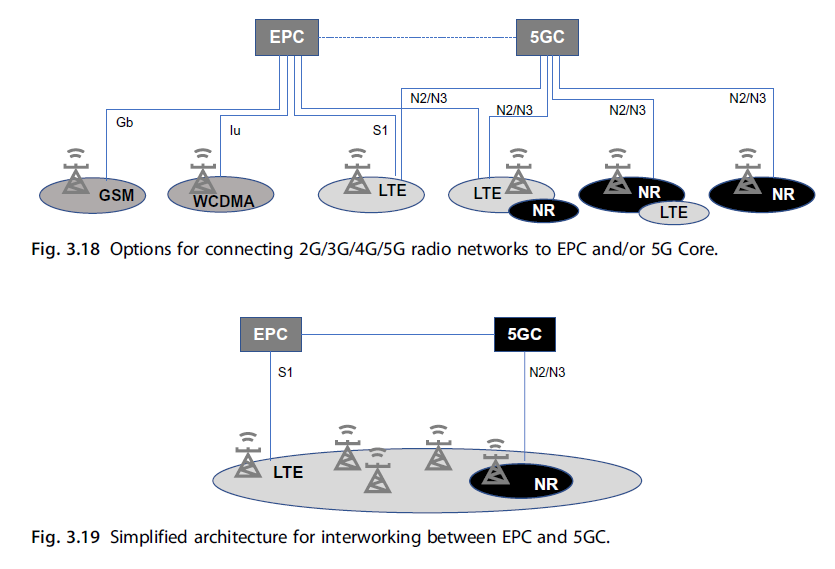 EPC
5GC
N2/N3
N2/N3
N2/N3
N2/N3
Gb
Iu
S1
GSM
WCDMA
LTE
LTE
NR
NR
LTE
NR
Fig. 3.18 Options for connecting 2G/3G/4G/5G radio networks to EPC and/or 5G Core.
EPC
5GC
S1
N2/N3
LTE
NR
Fig. 3.19 Simplified architecture for interworking between EPC and 5GC.